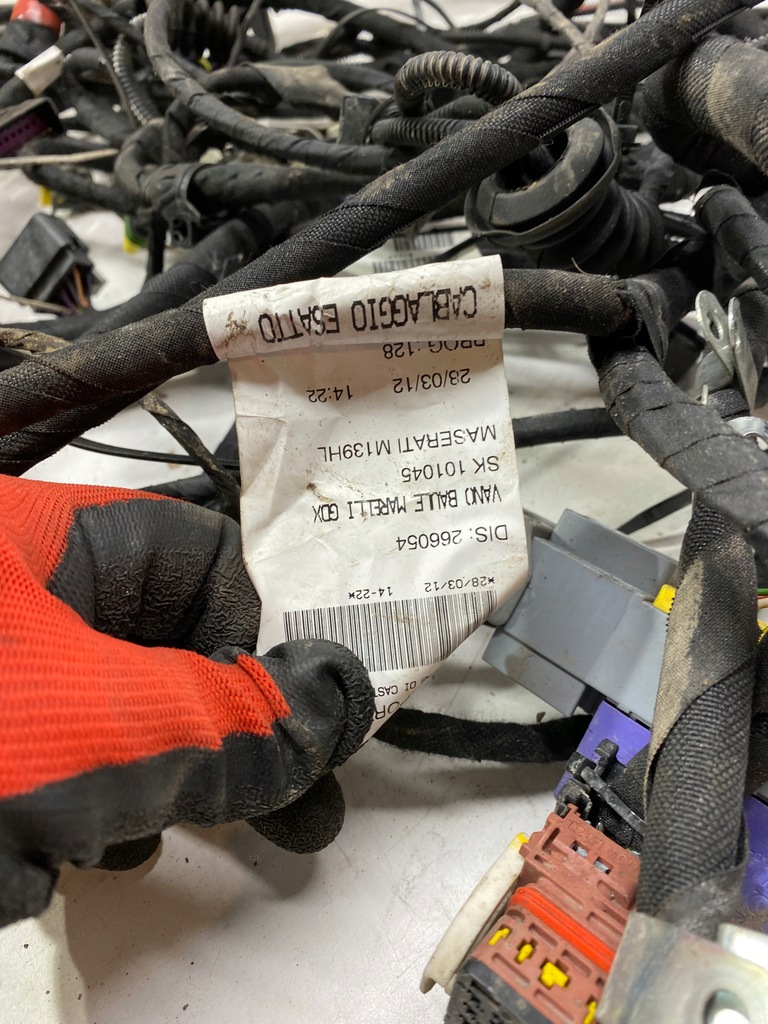 DI
*28/03/12 14-22*
DIS: 266054
VANO BAULE MARELLI GDX
SK 101045
MASERATI M139HL
28/03/12 14:22
PROG :128
CABLAGGIO ESATTO